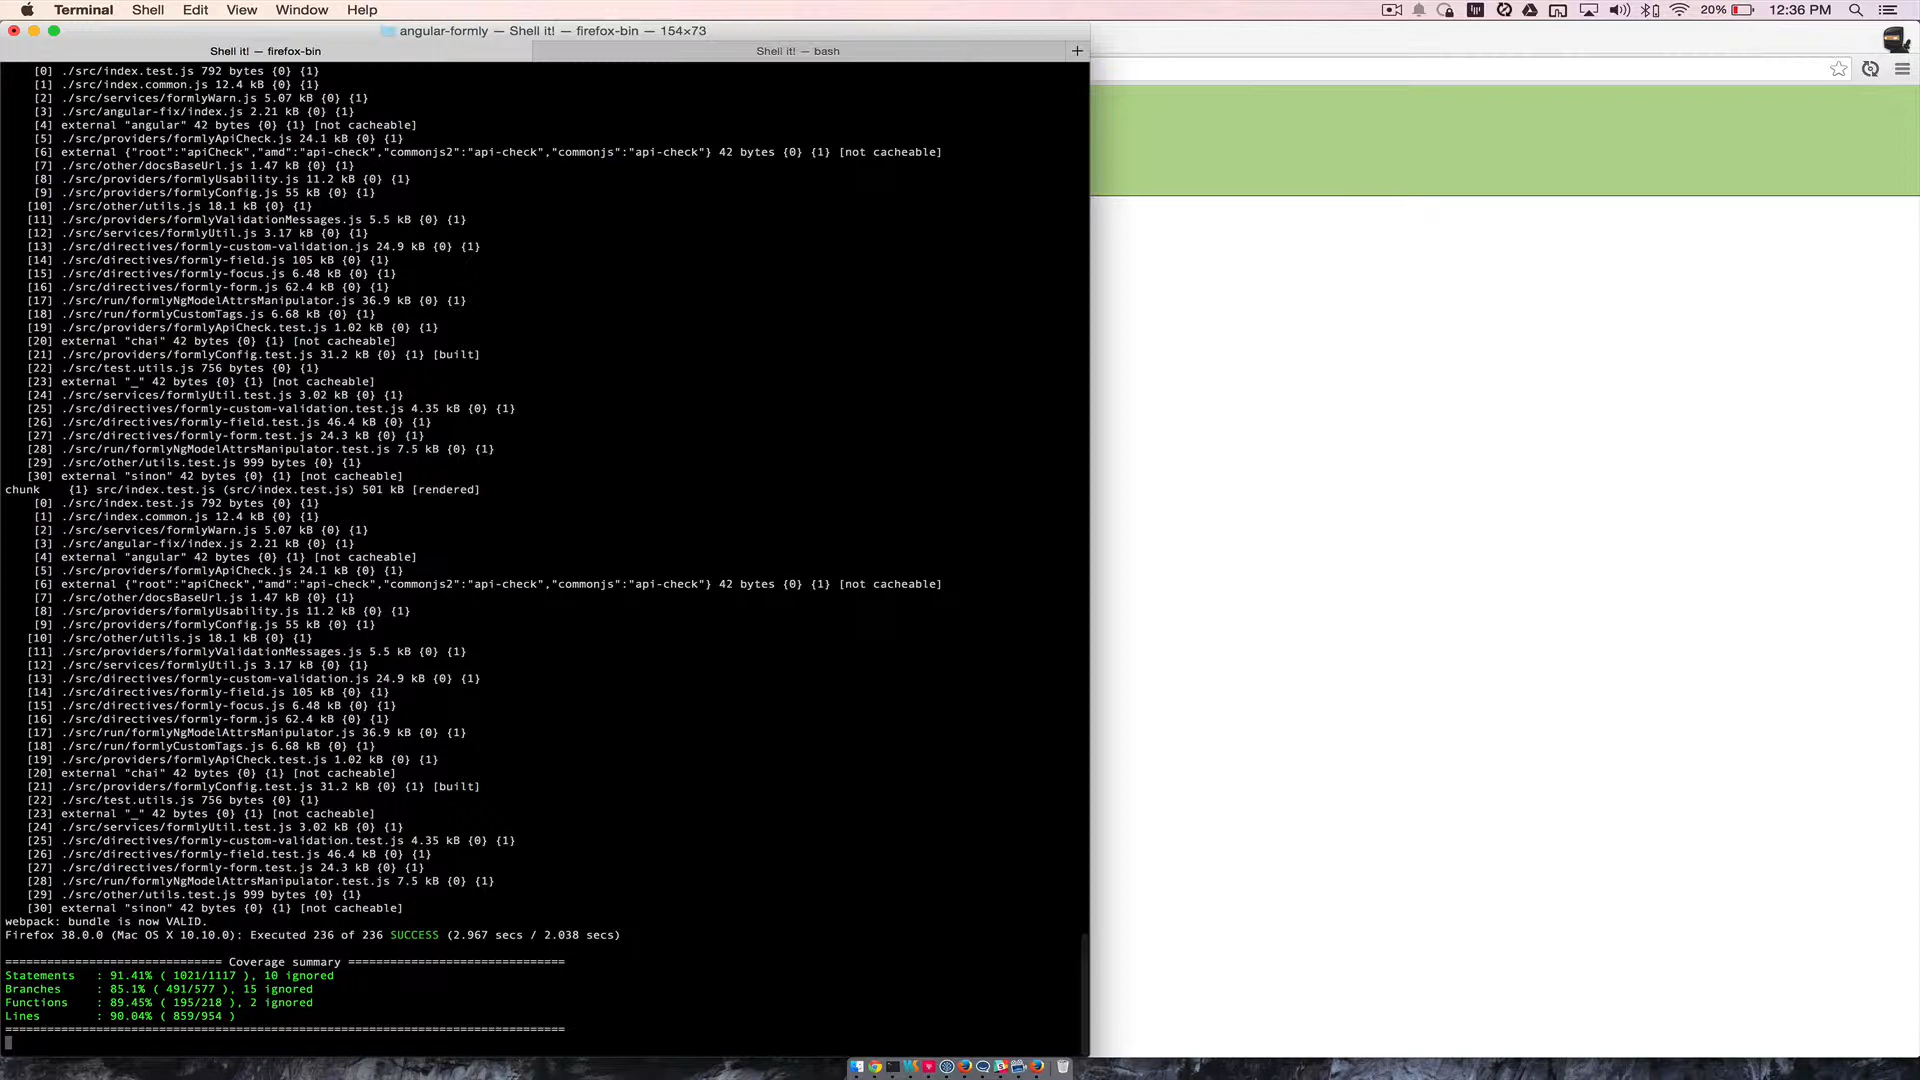 Terminal Shell Edit View Window Help 20% 12:36 PM
angular-formly — Shell it! — firefox-bin — 154×73
Shell it! — firefox-bin Shell it! — bash +
[0] ./src/index.test.js 792 bytes {0} {1}
[1] ./src/index.common.js 12.4 kB {0} {1}
[2] ./src/services/formlyWarn.js 5.07 kB {0} {1}
[3] ./src/angular-fix/index.js 2.21 kB {0} {1}
[4] external "angular" 42 bytes {0} {1} [not cacheable]
[5] ./src/providers/formlyApiCheck.js 24.1 kB {0} {1}
[6] external {"root":"apiCheck","amd":"api-check","commonjs2":"api-check","commonjs":"api-check"} 42 bytes {0} {1} [not cacheable]
[7] ./src/other/docsBaseUrl.js 1.47 kB {0} {1}
[8] ./src/providers/formlyUsability.js 11.2 kB {0} {1}
[9] ./src/providers/formlyConfig.js 55 kB {0} {1}
[10] ./src/other/utils.js 18.1 kB {0} {1}
[11] ./src/providers/formlyValidationMessages.js 5.5 kB {0} {1}
[12] ./src/services/formlyUtil.js 3.17 kB {0} {1}
[13] ./src/directives/formly-custom-validation.js 24.9 kB {0} {1}
[14] ./src/directives/formly-field.js 105 kB {0} {1}
[15] ./src/directives/formly-focus.js 6.48 kB {0} {1}
[16] ./src/directives/formly-form.js 62.4 kB {0} {1}
[17] ./src/run/formlyNgModelAttrsManipulator.js 36.9 kB {0} {1}
[18] ./src/run/formlyCustomTags.js 6.68 kB {0} {1}
[19] ./src/providers/formlyApiCheck.test.js 1.02 kB {0} {1}
[20] external "chai" 42 bytes {0} {1} [not cacheable]
[21] ./src/providers/formlyConfig.test.js 31.2 kB {0} {1} [built]
[22] ./src/test.utils.js 756 bytes {0} {1}
[23] external "_" 42 bytes {0} {1} [not cacheable]
[24] ./src/services/formlyUtil.test.js 3.02 kB {0} {1}
[25] ./src/directives/formly-custom-validation.test.js 4.35 kB {0} {1}
[26] ./src/directives/formly-field.test.js 46.4 kB {0} {1}
[27] ./src/directives/formly-form.test.js 24.3 kB {0} {1}
[28] ./src/run/formlyNgModelAttrsManipulator.test.js 7.5 kB {0} {1}
[29] ./src/other/utils.test.js 999 bytes {0} {1}
[30] external "sinon" 42 bytes {0} {1} [not cacheable]
chunk {1} src/index.test.js (src/index.test.js) 501 kB [rendered]
[0] ./src/index.test.js 792 bytes {0} {1}
[1] ./src/index.common.js 12.4 kB {0} {1}
[2] ./src/services/formlyWarn.js 5.07 kB {0} {1}
[3] ./src/angular-fix/index.js 2.21 kB {0} {1}
[4] external "angular" 42 bytes {0} {1} [not cacheable]
[5] ./src/providers/formlyApiCheck.js 24.1 kB {0} {1}
[6] external {"root":"apiCheck","amd":"api-check","commonjs2":"api-check","commonjs":"api-check"} 42 bytes {0} {1} [not cacheable]
[7] ./src/other/docsBaseUrl.js 1.47 kB {0} {1}
[8] ./src/providers/formlyUsability.js 11.2 kB {0} {1}
[9] ./src/providers/formlyConfig.js 55 kB {0} {1}
[10] ./src/other/utils.js 18.1 kB {0} {1}
[11] ./src/providers/formlyValidationMessages.js 5.5 kB {0} {1}
[12] ./src/services/formlyUtil.js 3.17 kB {0} {1}
[13] ./src/directives/formly-custom-validation.js 24.9 kB {0} {1}
[14] ./src/directives/formly-field.js 105 kB {0} {1}
[15] ./src/directives/formly-focus.js 6.48 kB {0} {1}
[16] ./src/directives/formly-form.js 62.4 kB {0} {1}
[17] ./src/run/formlyNgModelAttrsManipulator.js 36.9 kB {0} {1}
[18] ./src/run/formlyCustomTags.js 6.68 kB {0} {1}
[19] ./src/providers/formlyApiCheck.test.js 1.02 kB {0} {1}
[20] external "chai" 42 bytes {0} {1} [not cacheable]
[21] ./src/providers/formlyConfig.test.js 31.2 kB {0} {1} [built]
[22] ./src/test.utils.js 756 bytes {0} {1}
[23] external "_" 42 bytes {0} {1} [not cacheable]
[24] ./src/services/formlyUtil.test.js 3.02 kB {0} {1}
[25] ./src/directives/formly-custom-validation.test.js 4.35 kB {0} {1}
[26] ./src/directives/formly-field.test.js 46.4 kB {0} {1}
[27] ./src/directives/formly-form.test.js 24.3 kB {0} {1}
[28] ./src/run/formlyNgModelAttrsManipulator.test.js 7.5 kB {0} {1}
[29] ./src/other/utils.test.js 999 bytes {0} {1}
[30] external "sinon" 42 bytes {0} {1} [not cacheable]
webpack: bundle is now VALID.
Firefox 38.0.0 (Mac OS X 10.10.0): Executed 236 of 236 SUCCESS (2.967 secs / 2.038 secs)
=============================== Coverage summary ===============================
Statements : 91.41% ( 1021/1117 ), 10 ignored
Branches : 85.1% ( 491/577 ), 15 ignored
Functions : 89.45% ( 195/218 ), 2 ignored
Lines : 90.04% ( 859/954 )
================================================================================